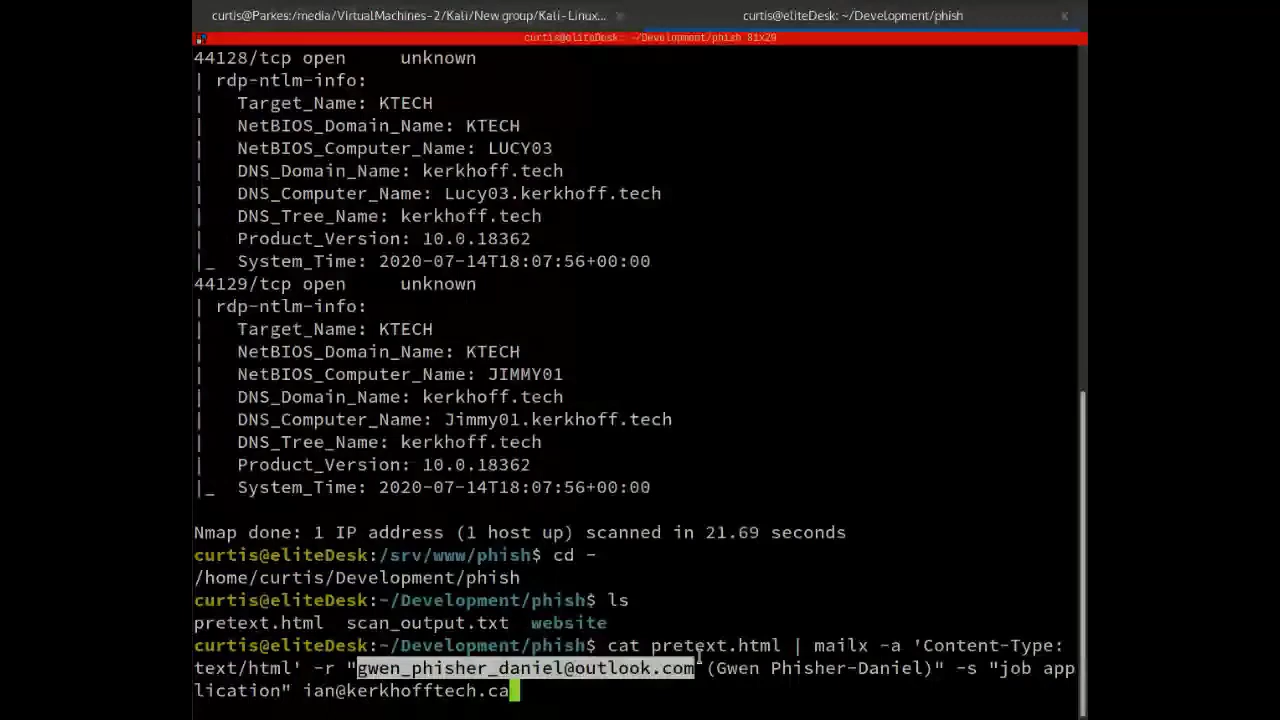 curtis@Parkes:/media/VirtualMachines-2/Kali/New group/Kali-Linux... × curtis@eliteDesk: ~/Development/phish ×
curtis@eliteDesk: ~/Development/phish 81x29
44128/tcp open     unknown
| rdp-ntlm-info:
|   Target_Name: KTECH
|   NetBIOS_Domain_Name: KTECH
|   NetBIOS_Computer_Name: LUCY03
|   DNS_Domain_Name: kerkhoff.tech
|   DNS_Computer_Name: Lucy03.kerkhoff.tech
|   DNS_Tree_Name: kerkhoff.tech
|   Product_Version: 10.0.18362
|_  System_Time: 2020-07-14T18:07:56+00:00
44129/tcp open     unknown
| rdp-ntlm-info:
|   Target_Name: KTECH
|   NetBIOS_Domain_Name: KTECH
|   NetBIOS_Computer_Name: JIMMY01
|   DNS_Domain_Name: kerkhoff.tech
|   DNS_Computer_Name: Jimmy01.kerkhoff.tech
|   DNS_Tree_Name: kerkhoff.tech
|   Product_Version: 10.0.18362
|_  System_Time: 2020-07-14T18:07:56+00:00
Nmap done: 1 IP address (1 host up) scanned in 21.69 seconds
curtis@eliteDesk:/srv/www/phish$ cd -
/home/curtis/Development/phish
curtis@eliteDesk:~/Development/phish$ ls
pretext.html  scan_output.txt  website
curtis@eliteDesk:~/Development/phish$ cat pretext.html | mailx -a 'Content-Type:
text/html' -r "gwen_phisher_daniel@outlook.com (Gwen Phisher-Daniel)" -s "job app
lication" ian@kerkhofftech.ca